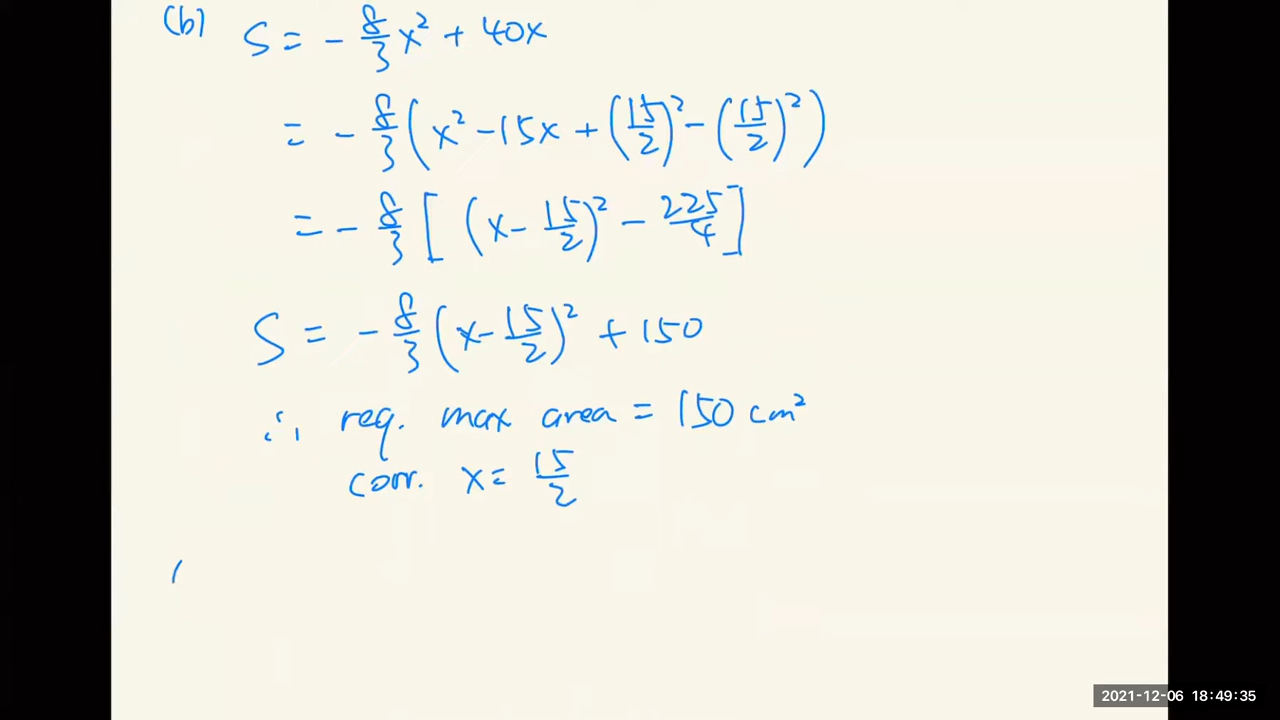 (b) S = - 8/3 x² + 40x
= - 8/3 ( x² - 15x + (15/2)² - (15/2)² )
= - 8/3 [ (x - 15/2)² - 225/4 ]
S = - 8/3 (x - 15/2)² + 150
∴ req. max area = 150 cm²
corr. x = 15/2
(
2021-12-06 18:49:35